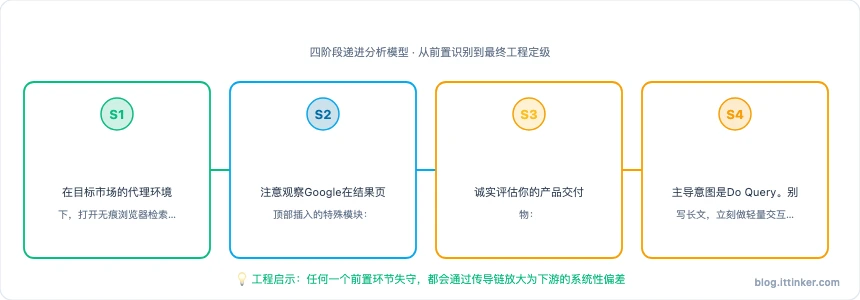 四阶段递进分析模型 · 从前置识别到最终工程定级
S1
在目标市场的代理环境
下，打开无痕浏览器检索...
S2
注意观察Google在结果页
顶部插入的特殊模块：
S3
诚实评估你的产品交付
物：
S4
主导意图是Do Query。别
写长文，立刻做轻量交互...
💡 工程启示：任何一个前置环节失守，都会通过传导链放大为下游的系统性偏差
blog.ittinker.com